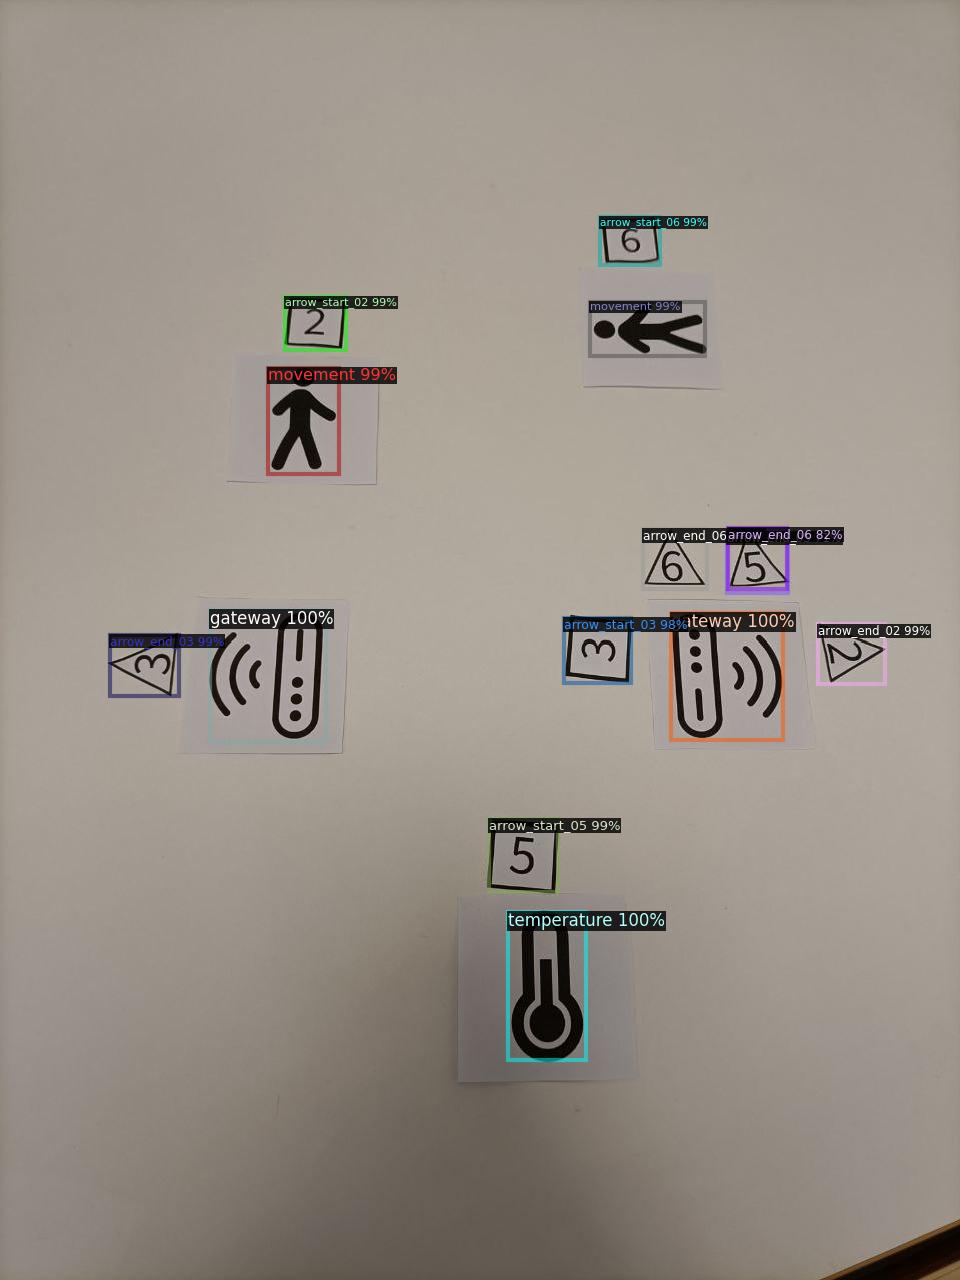 arrow_start_06 99%
6
movement 99%
arrow_start_02 99%
2
movement 99%
arrow_end_06
arrow_end_06 82%
6
5
gateway 100%
arrow_end_03 99%
3
arrow_start_03 98%
3
ateway 100%
arrow_end_02 99%
2
arrow_start_05 99%
5
temperature 100%